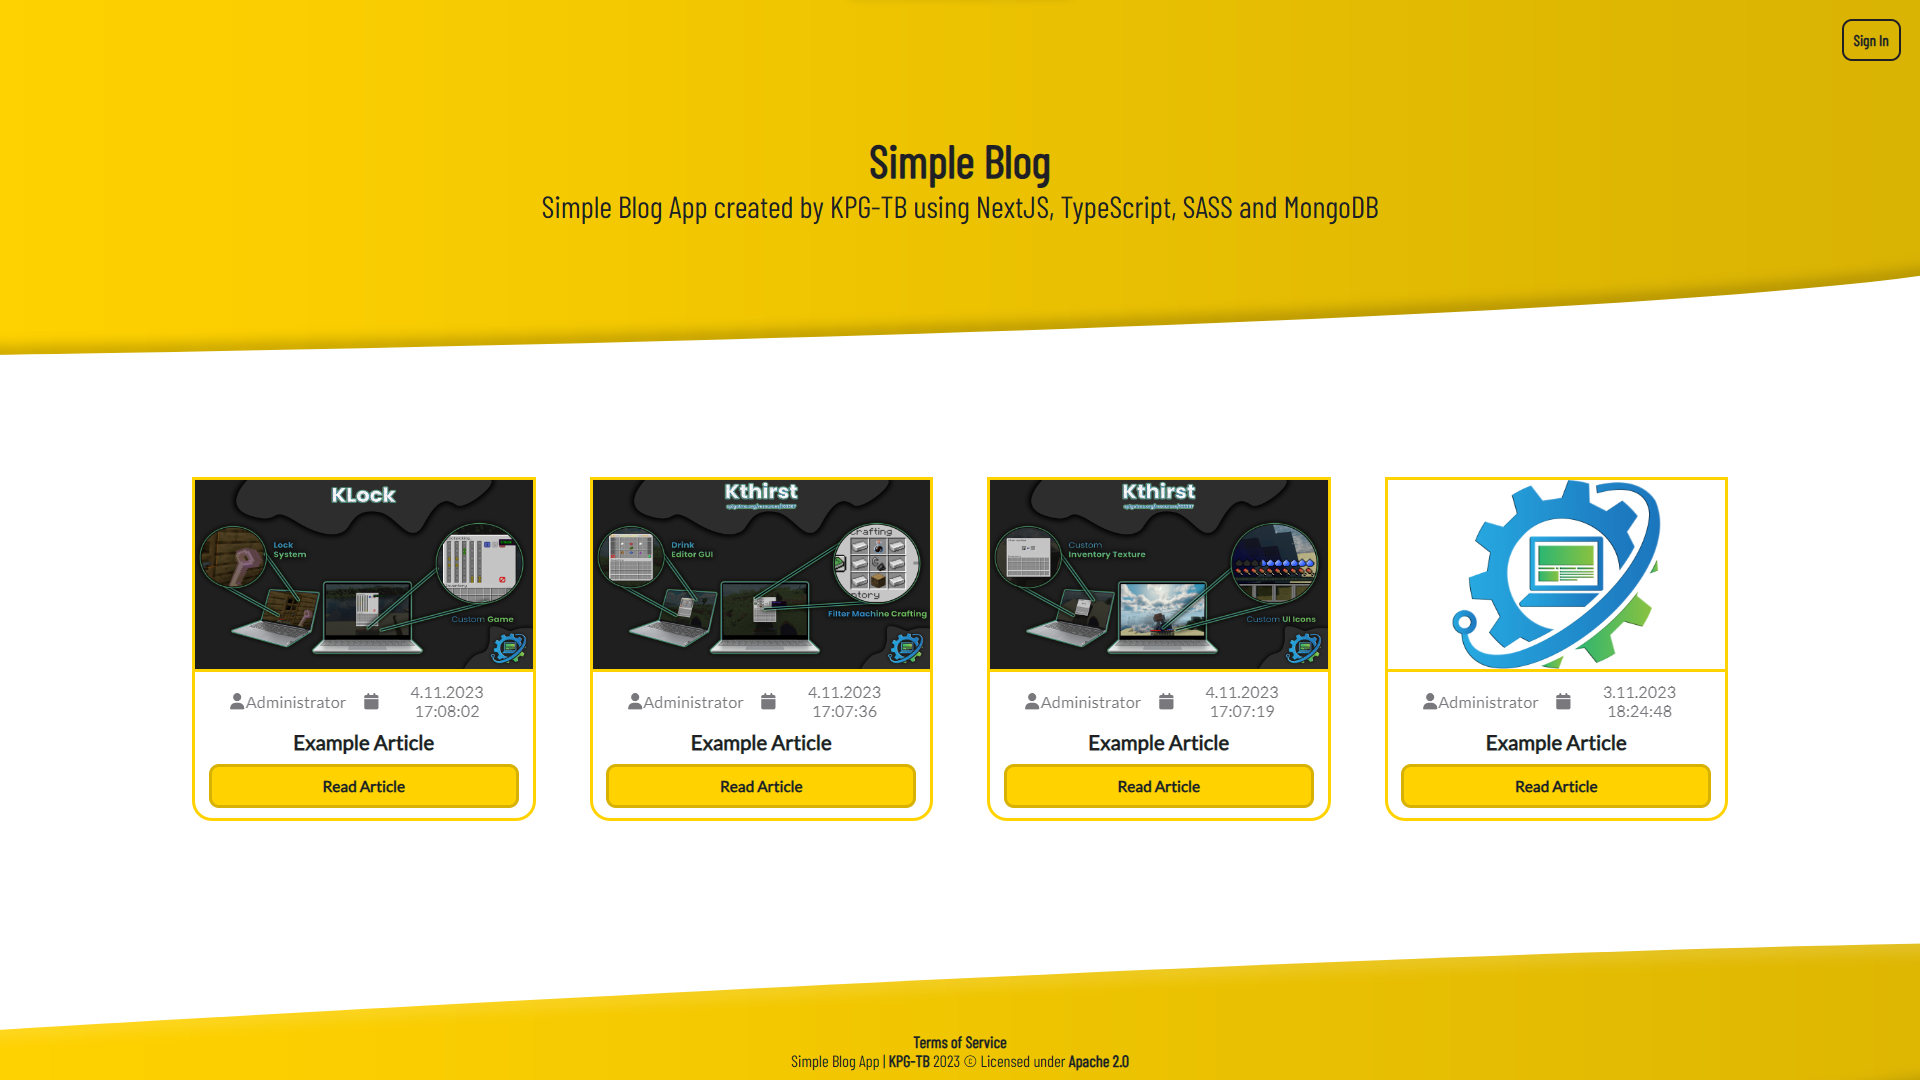 Sign In
Simple Blog
Simple Blog App created by KPG-TB using NextJS, TypeScript, SASS and MongoDB
KLock
Lock
System
Custom Game
Administrator
4.11.2023
17:08:02
Example Article
Read Article
Kthirst
Drink
Editor GUI
Crafting
Filter Machine Crafting
Administrator
4.11.2023
17:07:36
Example Article
Read Article
Kthirst
Custom
Inventory Texture
Custom UI Icons
Administrator
4.11.2023
17:07:19
Example Article
Read Article
Administrator
3.11.2023
18:24:48
Example Article
Read Article
Terms of Service
Simple Blog App | KPG-TB 2023 © Licensed under Apache 2.0